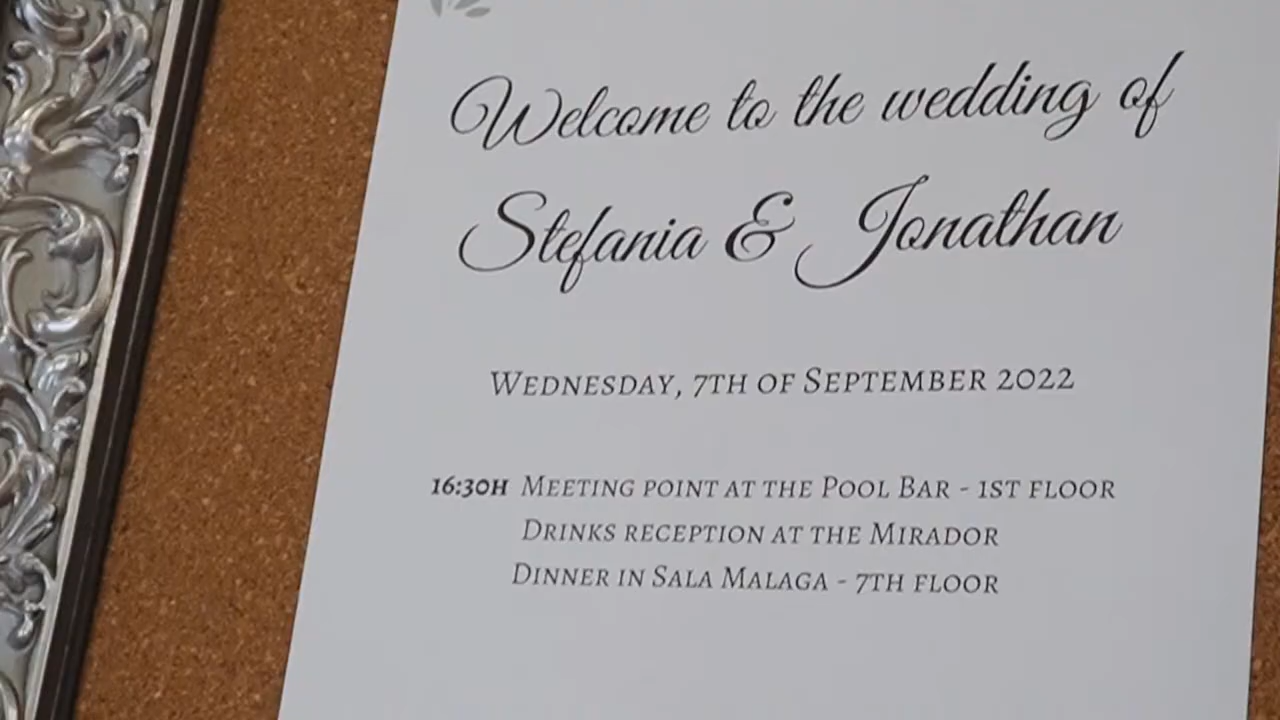 Welcome to the wedding of
Stefania & Jonathan
Wednesday, 7th of September 2022
16:30h Meeting point at the Pool Bar - 1st floor
Drinks reception at the Mirador
Dinner in Sala Malaga - 7th floor